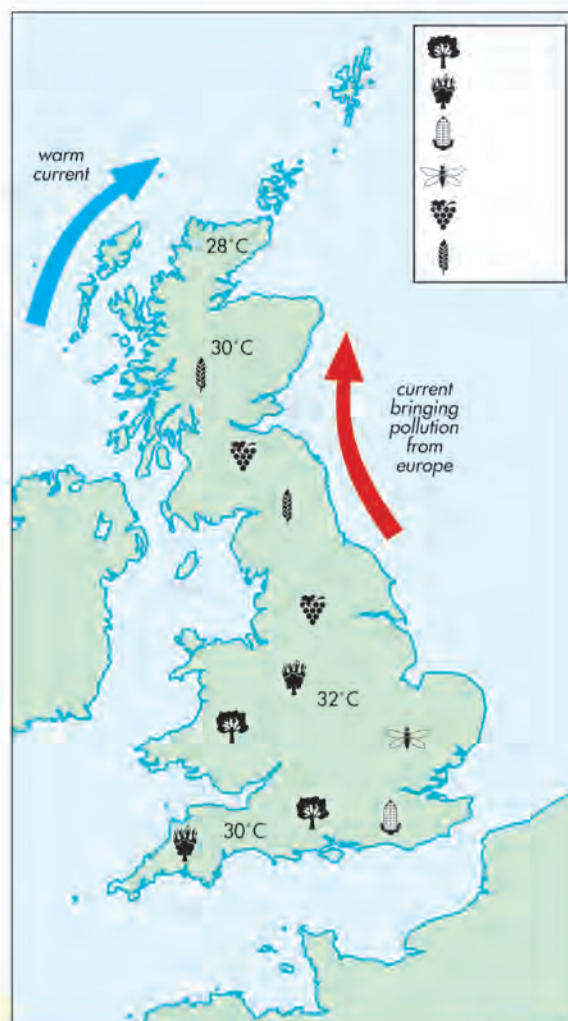 warm
current
28°C
30°C
current
bringing
pollution
from
europe
32°C
30°C